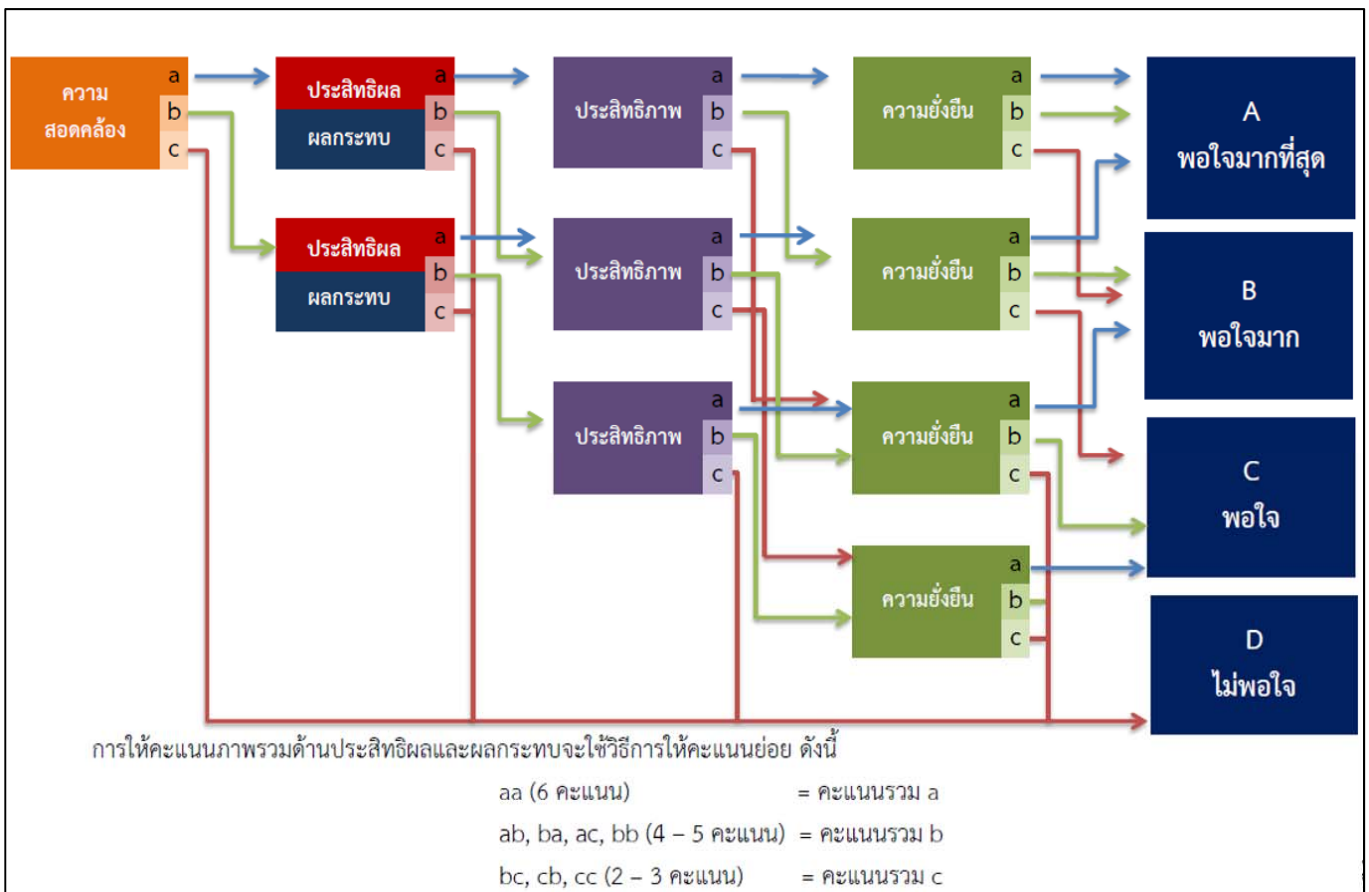 ความ
สอดคล้อง
a
b
c
ประสิทธิผล
ผลกระทบ
a
b
c
ประสิทธิภาพ
a
b
c
ความยั่งยืน
a
b
c
A
พอใจมากที่สุด
ประสิทธิผล
ผลกระทบ
a
b
c
ประสิทธิภาพ
a
b
c
ความยั่งยืน
a
b
c
B
พอใจมาก
ประสิทธิภาพ
a
b
c
ความยั่งยืน
a
b
c
C
พอใจ
ความยั่งยืน
a
b
c
D
ไม่พอใจ
การให้คะแนนภาพรวมด้านประสิทธิผลและผลกระทบจะใช้วิธีการให้คะแนนย่อย ดังนี้
aa (6 คะแนน) = คะแนนรวม a
ab, ba, ac, bb (4 – 5 คะแนน) = คะแนนรวม b
bc, cb, cc (2 – 3 คะแนน) = คะแนนรวม c